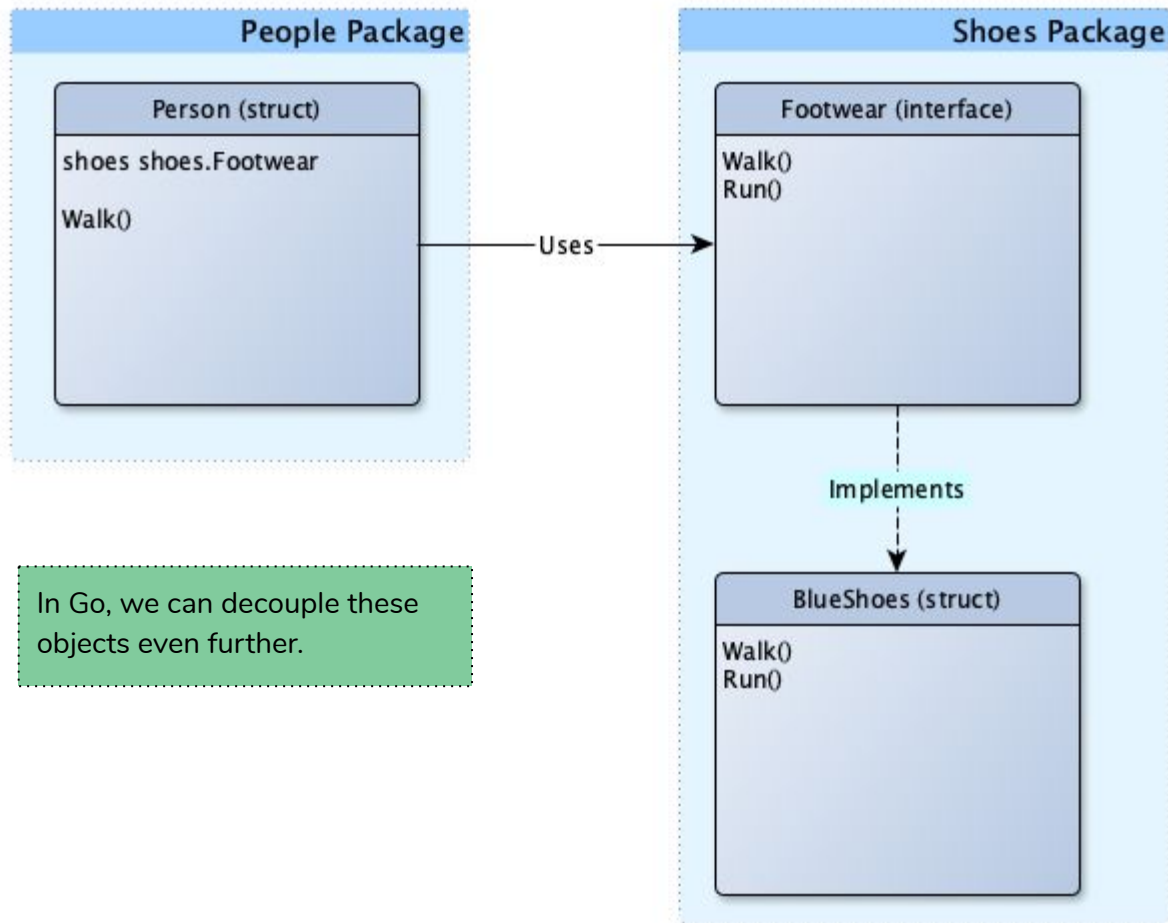 People Package
Person (struct)
shoes shoes.Footwear
Walk()
Uses
Shoes Package
Footwear (interface)
Walk()
Run()
Implements
BlueShoes (struct)
Walk()
Run()
In Go, we can decouple these
objects even further.